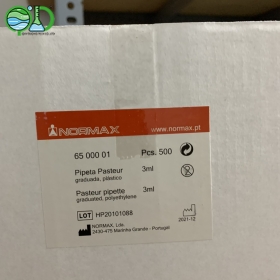 NORMAX
www.normax.pt
65 000 01
Pcs. 500
Pipeta Pasteur 3ml
graduada, plástico
Pasteur pipette 3ml
graduated, polyethylene
LOT HP20101088
2021-12
NORMAX, Lda
2430-475 Marinha Grande - Portugal